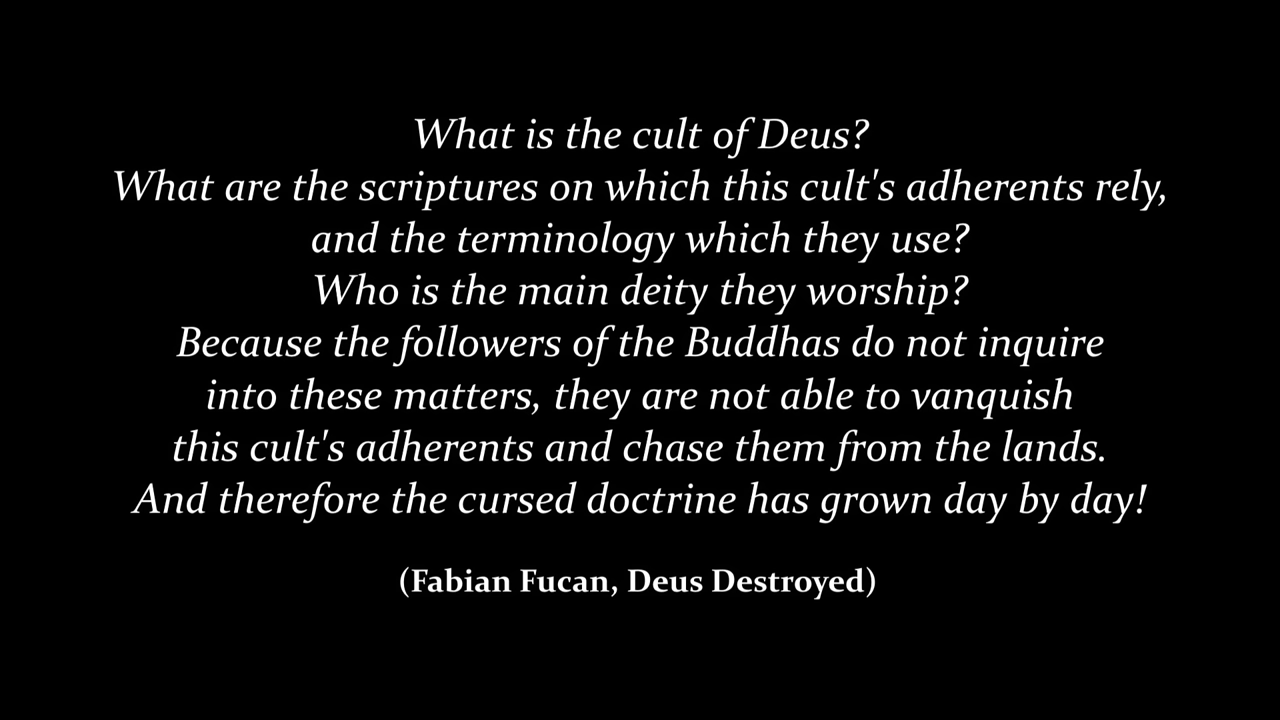 What is the cult of Deus?
What are the scriptures on which this cult's adherents rely,
and the terminology which they use?
Who is the main deity they worship?
Because the followers of the Buddhas do not inquire
into these matters, they are not able to vanquish
this cult's adherents and chase them from the lands.
And therefore the cursed doctrine has grown day by day!
(Fabian Fucan, Deus Destroyed)